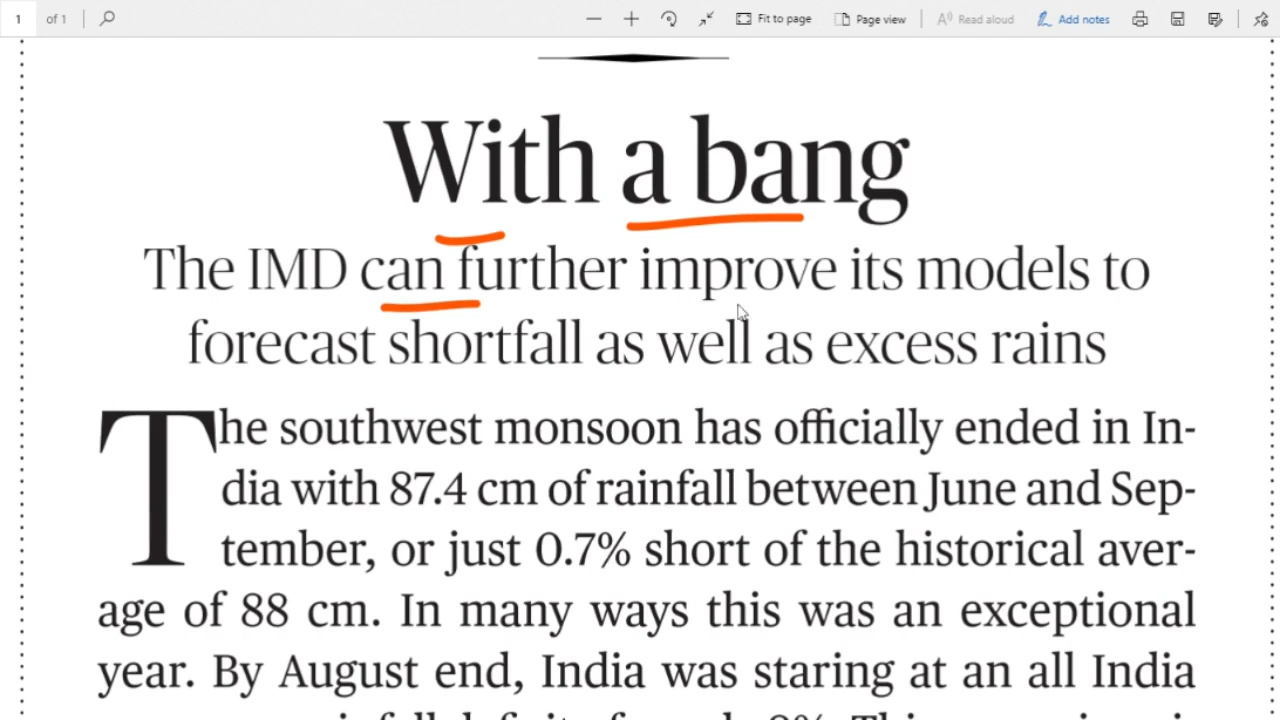 1 of 1 Fit to page Page view Read aloud Add notes
With a bang
The IMD can further improve its models to
forecast shortfall as well as excess rains
The southwest monsoon has officially ended in In-
dia with 87.4 cm of rainfall between June and Sep-
tember, or just 0.7% short of the historical aver-
age of 88 cm. In many ways this was an exceptional
year. By August end, India was staring at an all India